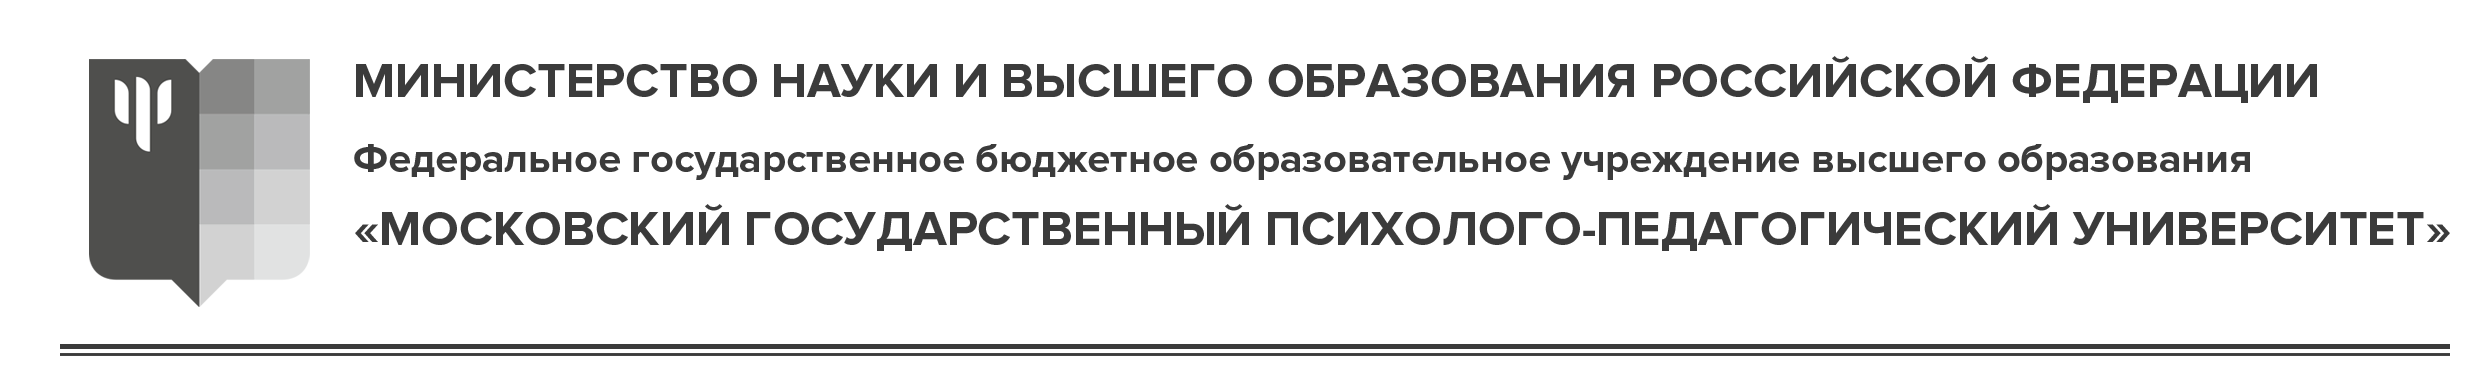 МИНИСТЕРСТВО НАУКИ И ВЫСШЕГО ОБРАЗОВАНИЯ РОССИЙСКОЙ ФЕДЕРАЦИИ
Федеральное государственное бюджетное образовательное учреждение высшего образования
«МОСКОВСКИЙ ГОСУДАРСТВЕННЫЙ ПСИХОЛОГО-ПЕДАГОГИЧЕСКИЙ УНИВЕРСИТЕТ»